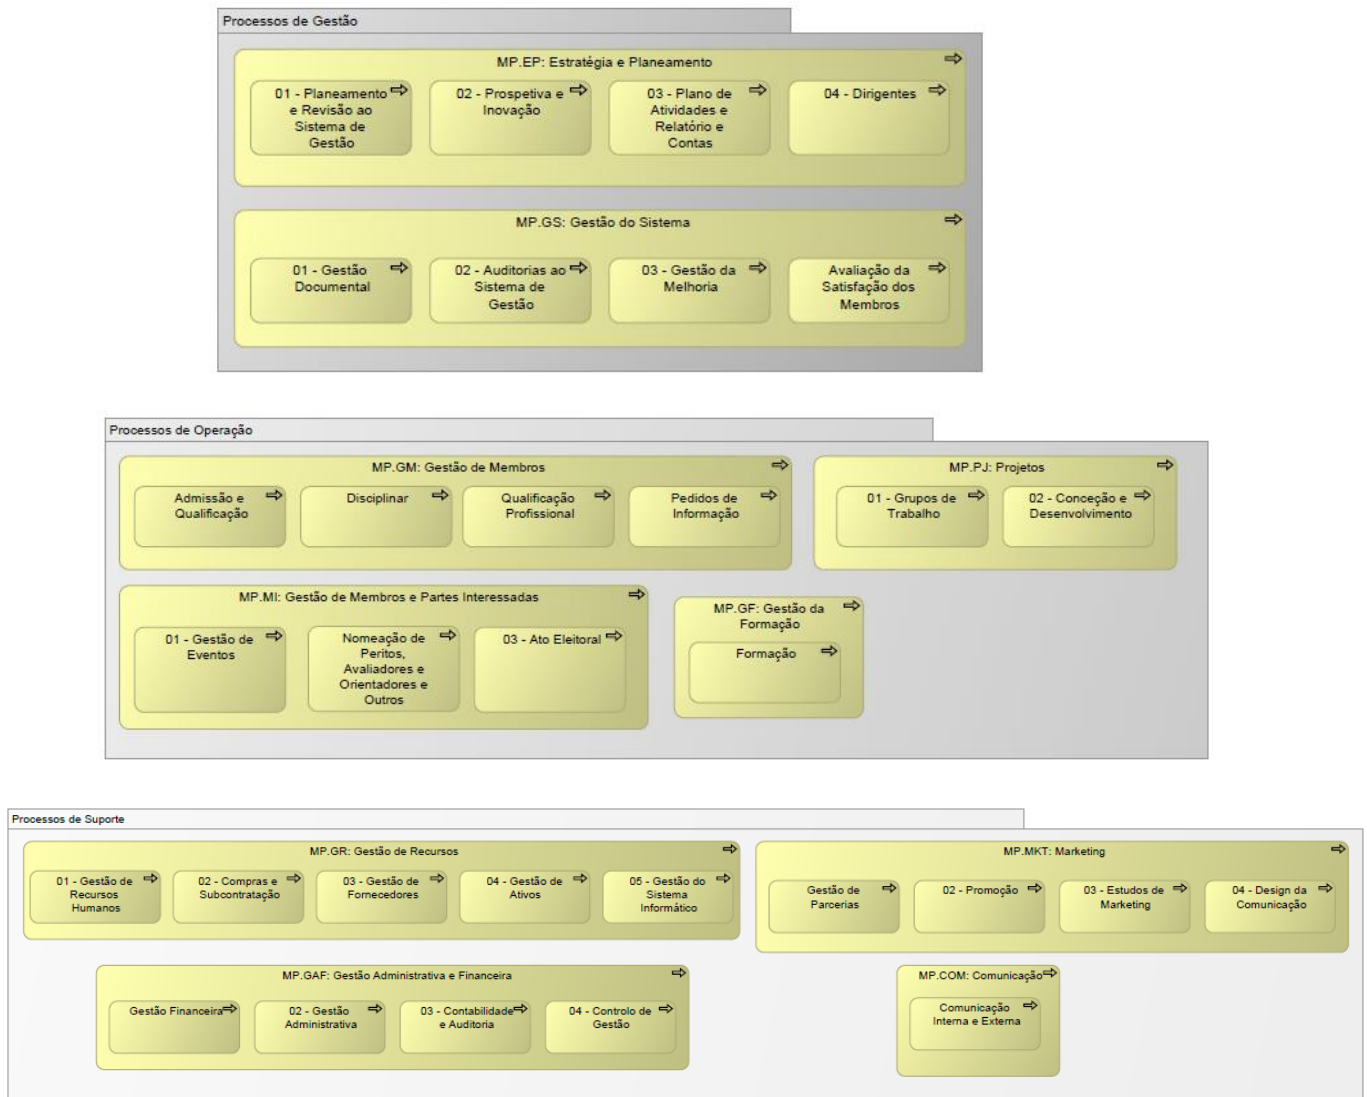 Processos de Gestão
MP.EP: Estratégia e Planeamento
01 - Planeamento
e Revisão ao
Sistema de
Gestão
02 - Prospetiva e
Inovação
03 - Plano de
Atividades e
Relatório e
Contas
04 - Dirigentes
MP.GS: Gestão do Sistema
01 - Gestão
Documental
02 - Auditorias ao
Sistema de
Gestão
03 - Gestão da
Melhoria
Avaliação da
Satisfação dos
Membros
Processos de Operação
MP.GM: Gestão de Membros
Admissão e
Qualificação
Disciplinar
Qualificação
Profissional
Pedidos de
Informação
MP.PJ: Projetos
01 - Grupos de
Trabalho
02 - Conceção e
Desenvolvimento
MP.MI: Gestão de Membros e Partes Interessadas
01 - Gestão de
Eventos
Nomeação de
Peritos,
Avaliadores e
Orientadores e
Outros
03 - Ato Eleitoral
MP.GF: Gestão da
Formação
Formação
Processos de Suporte
MP.GR: Gestão de Recursos
01 - Gestão de
Recursos
Humanos
02 - Compras e
Subcontratação
03 - Gestão de
Fornecedores
04 - Gestão de
Ativos
05 - Gestão do
Sistema
Informático
MP.MKT: Marketing
Gestão de
Parcerias
02 - Promoção
03 - Estudos de
Marketing
04 - Design da
Comunicação
MP.GAF: Gestão Administrativa e Financeira
Gestão Financeira
02 - Gestão
Administrativa
03 - Contabilidade
e Auditoria
04 - Controlo de
Gestão
MP.COM: Comunicação
Comunicação
Interna e Externa